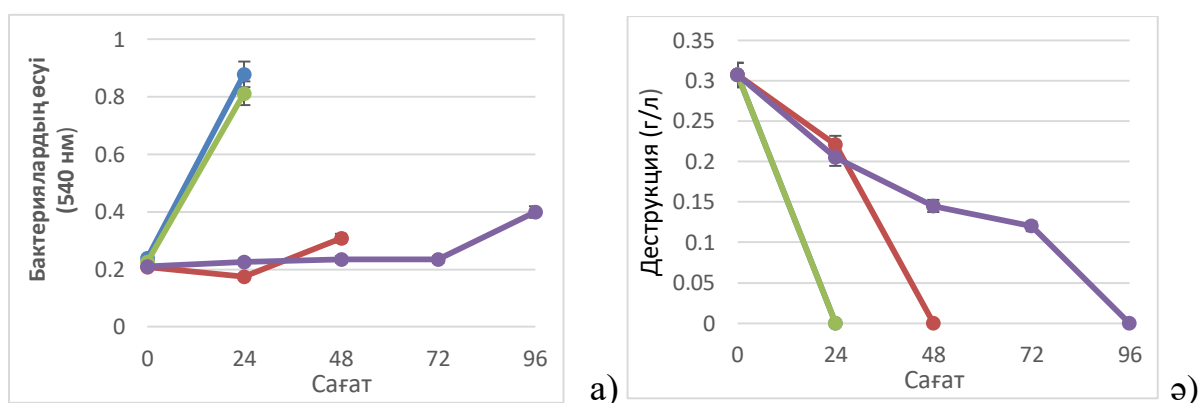 Бактериялардың өсуі
(540 нм)
1
0.8
0.6
0.4
0.2
0
0 24 48 72 96
Сағат
а)
Деструкция (г/л)
0.35
0.3
0.25
0.2
0.15
0.1
0.05
0
0 24 48 72 96
Сағат
ә)